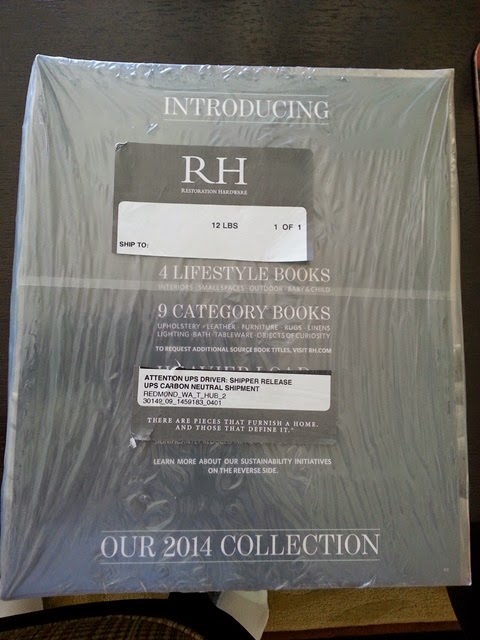 INTRODUCING
RH
RESTORATION HARDWARE
12 LBS 1 OF 1
SHIP TO:
4 LIFESTYLE BOOKS
INTERIORS · SMALL SPACES · OUTDOOR · BABY & CHILD
9 CATEGORY BOOKS
UPHOLSTERY · LEATHER · FURNITURE · RUGS · LINENS
LIGHTING · BATH · TABLEWARE · OBJECTS OF CURIOSITY
TO REQUEST ADDITIONAL SOURCE BOOK TITLES, VISIT RH.COM
ATTENTION UPS DRIVER: SHIPPER RELEASE
UPS CARBON NEUTRAL SHIPMENT
REDMOND_WA_T_HUB_2
30149_09_1459183_0401
THERE ARE PIECES THAT FURNISH A HOME.
AND THOSE THAT DEFINE IT.®
LEARN MORE ABOUT OUR SUSTAINABILITY INITIATIVES
ON THE REVERSE SIDE.
OUR 2014 COLLECTION